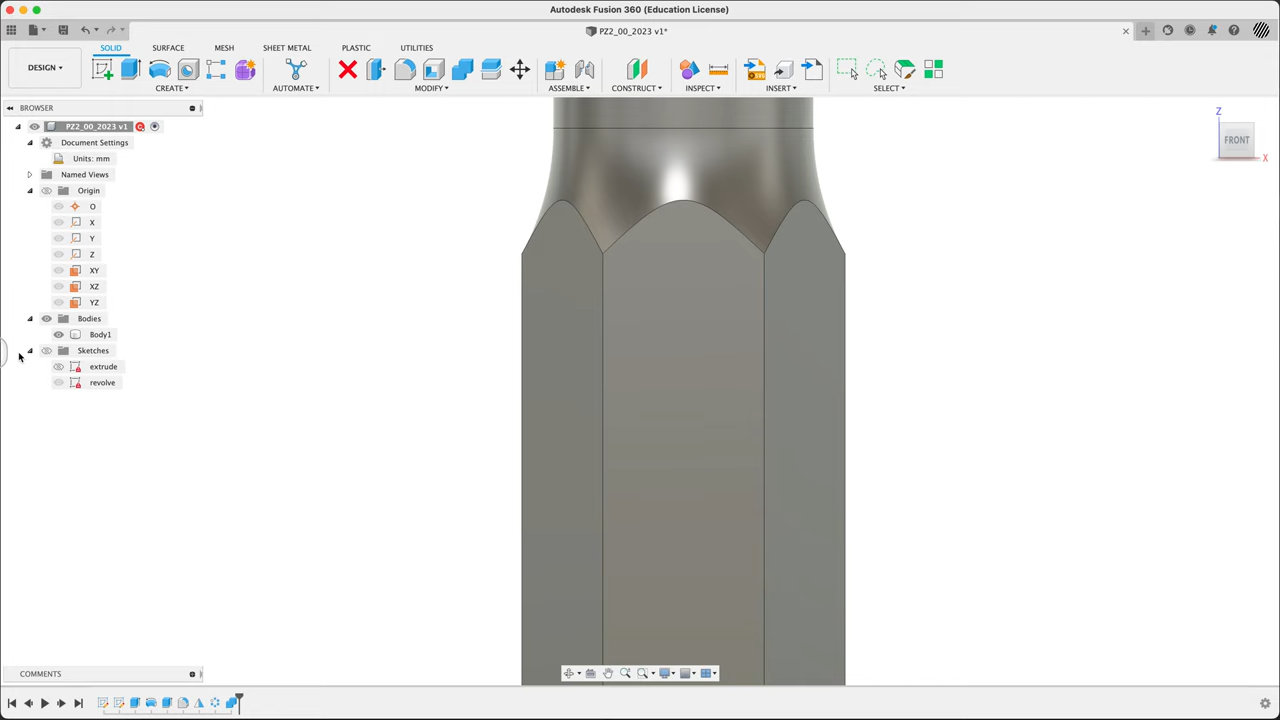 Autodesk Fusion 360 (Education License)
PZ2_00_2023 v1*
SOLID SURFACE MESH SHEET METAL PLASTIC UTILITIES
DESIGN
CREATE AUTOMATE MODIFY ASSEMBLE CONSTRUCT INSPECT INSERT SELECT
BROWSER
PZ2_00_2023 v1
Document Settings
Units: mm
Named Views
Origin
O
X
Y
Z
XY
XZ
YZ
Bodies
Body1
Sketches
extrude
revolve
Z
FRONT
X
COMMENTS